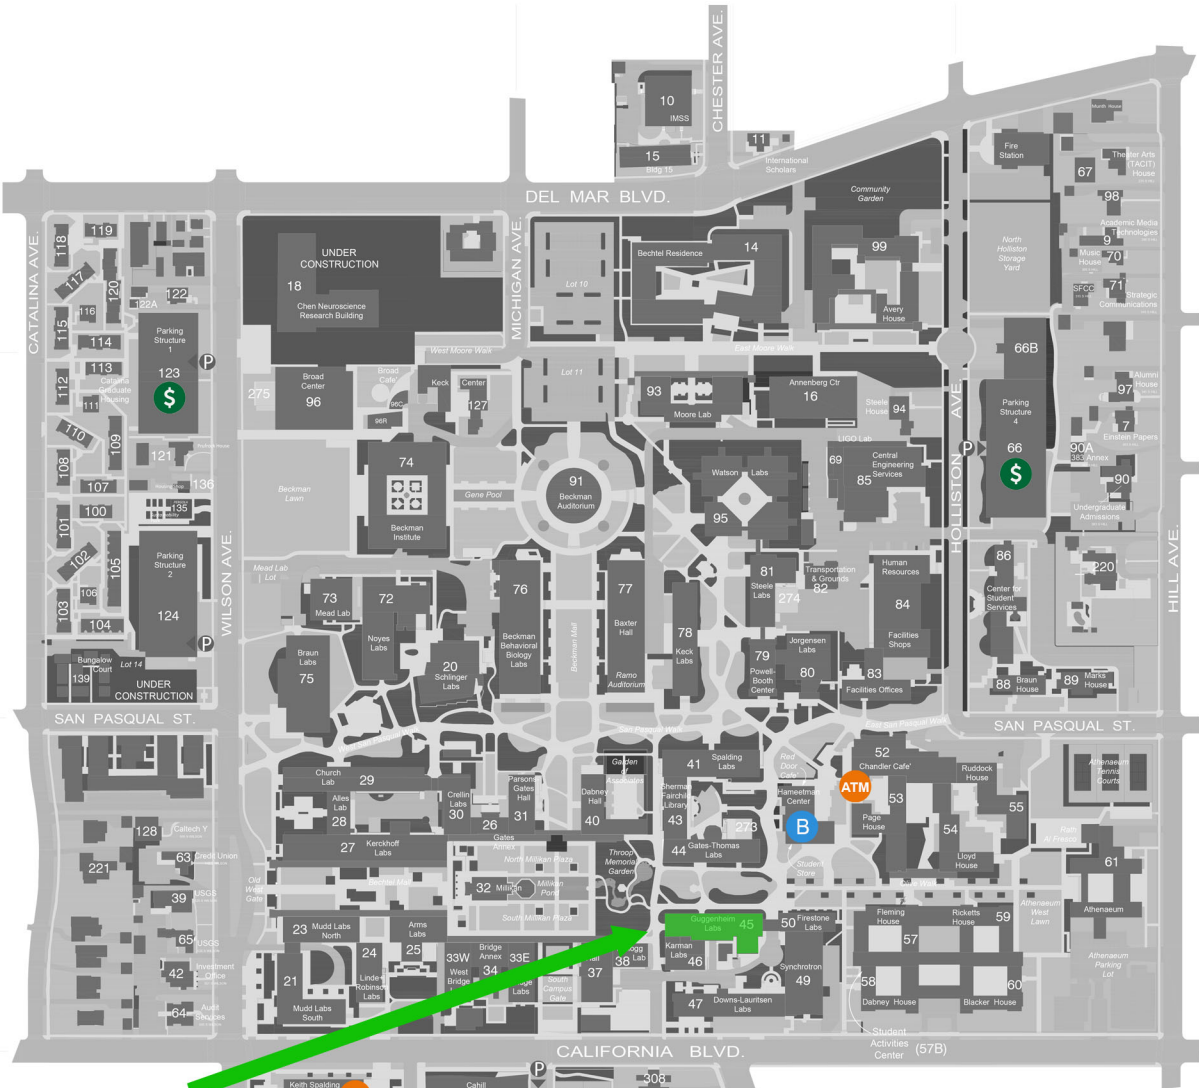 CHESTER AVE.
10
IMSS
15
Bldg 15
11
International
Scholars
DEL MAR BLVD.
CATALINA AVE.
MICHIGAN AVE.
WILSON AVE.
HOLLISTON AVE.
HILL AVE.
Community
Garden
Fire
Station
67
Theater Arts
(TACIT)
House
98
Academic Media
Technologies
9
Music
House
70
SFCC
71
Strategic
Communications
North
Holliston
Storage
Yard
118
119
117
120
122A
122
116
115
114
113
112
Catalina
Graduate
Housing
111
110
109
108
107
121
136
135
101
100
102
105
106
103
104
Parking
Structure
1
123
$
P
UNDER
CONSTRUCTION
18
Chen Neuroscience
Research Building
Lot 10
Bechtel Residence
14
99
Avery
House
West Moore Walk
East Moore Walk
Lot 11
275
Broad
Center
96
Broad
Cafe'
96C
96R
Keck
Center
127
93
Moore Lab
Annenberg Ctr
16
Steele
House
94
66B
Parking
Structure
4
66
$
P
97
Alumni
House
7
Einstein Papers
90A
383 Annex
90
Undergraduate
Admissions
LIGO Lab
69
Central
Engineering
Services
85
74
Beckman
Institute
Beckman
Lawn
Gene Pool
91
Beckman
Auditorium
Watson Labs
95
Parking
Structure
2
124
P
Mead Lab
Lot
73
Mead Lab
72
Noyes
Labs
76
Beckman
Behavioral
Biology
Labs
Beckman Mall
77
Baxter
Hall
Ramo
Auditorium
78
Keck
Labs
81
Steele
Labs
274
Transportation
& Grounds
82
Human
Resources
84
Facilities
Shops
86
Center for
Student
Services
220
Braun
Labs
75
20
Schlinger
Labs
79
Powell-
Booth
Center
Jorgensen
Labs
80
83
Facilities Offices
88
Braun
House
89
Marks
House
Bungelow
Court
139
Lot 14
UNDER
CONSTRUCTION
SAN PASQUAL ST.
West San Pasqual Walk
San Pasqual Walk
East San Pasqual Walk
SAN PASQUAL ST.
Church
Lab
29
Alles
Lab
28
27
Kerckhoff
Labs
Crellin
Labs
30
26
Gates
Annex
Parsons
Gates
Hall
31
Dabney
Hall
40
Garden
of
Associates
41
Spalding
Labs
Sherman
Fairchild
Library
43
273
44
Gates-Thomas
Labs
Red
Door
Cafe'
Hameetman
Center
B
Student
Store
ATM
52
Chandler Cafe'
53
Page
House
Ruddock
House
54
Lloyd
House
55
Athenaeum
Tennis
Courts
Rath
Al Fresco
61
Athenaeum
Olive Walk
128
Caltech Y
221
63
Credit Union
39
USGS
65
USGS
42
Investment
Office
64
Audit
Services
Old
West
Gate
Bechtel Mall
North Millikan Plaza
32
Millikan
Millikan
Pond
South Millikan Plaza
Throop
Memorial
Garden
23
Mudd Labs
North
24
Linde+
Robinson
Labs
Arms
Labs
25
21
Mudd Labs
South
33W
West
Bridge
Bridge
Annex
34
33E
South
Campus
Gate
37
38
Guggenheim
Labs
45
Karman
Labs
46
47
Downs-Lauritsen
Labs
50
Firestone
Labs
Synchrotron
49
Fleming
House
57
Ricketts
House
59
58
Dabney House
Blacker House
60
Athenaeum
West
Lawn
Athenaeum
Parking
Lot
Student
Activities
Center
(57B)
CALIFORNIA BLVD.
Keith Spalding
P
Cahill
308